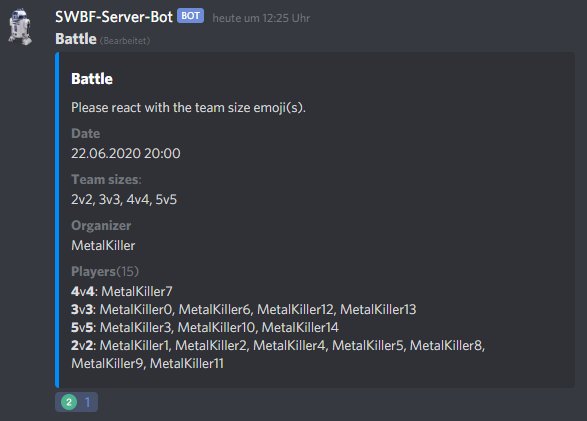 SWBF-Server-Bot BOT heute um 12:25 Uhr
Battle (Bearbeitet)
Battle
Please react with the team size emoji(s).
Date
22.06.2020 20:00
Team sizes:
2v2, 3v3, 4v4, 5v5
Organizer
MetalKiller
Players(15)
4v4: MetalKiller7
3v3: MetalKiller0, MetalKiller6, MetalKiller12, MetalKiller13
5v5: MetalKiller3, MetalKiller10, MetalKiller14
2v2: MetalKiller1, MetalKiller2, MetalKiller4, MetalKiller5, MetalKiller8,
MetalKiller9, MetalKiller11
2 1